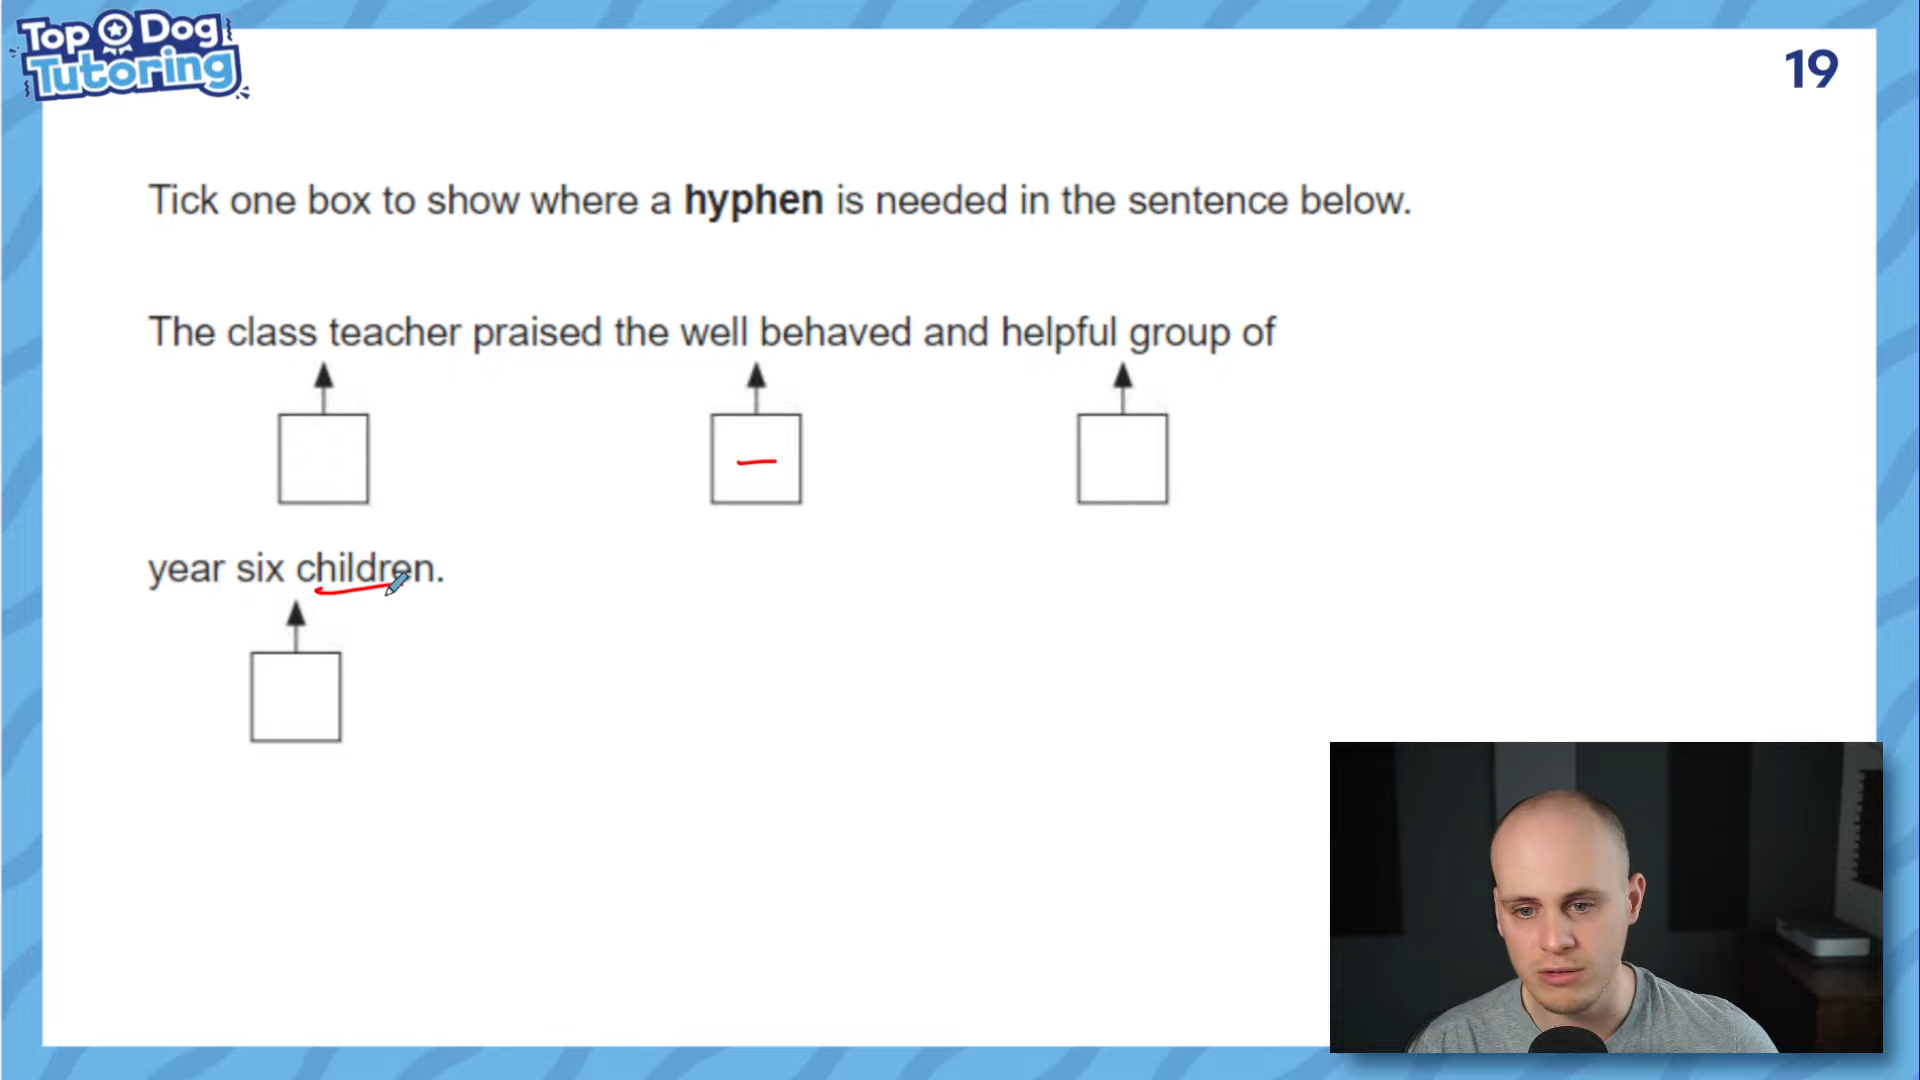 Top Dog
Tutoring
19
Tick one box to show where a hyphen is needed in the sentence below.
The class teacher praised the well behaved and helpful group of
year six children.